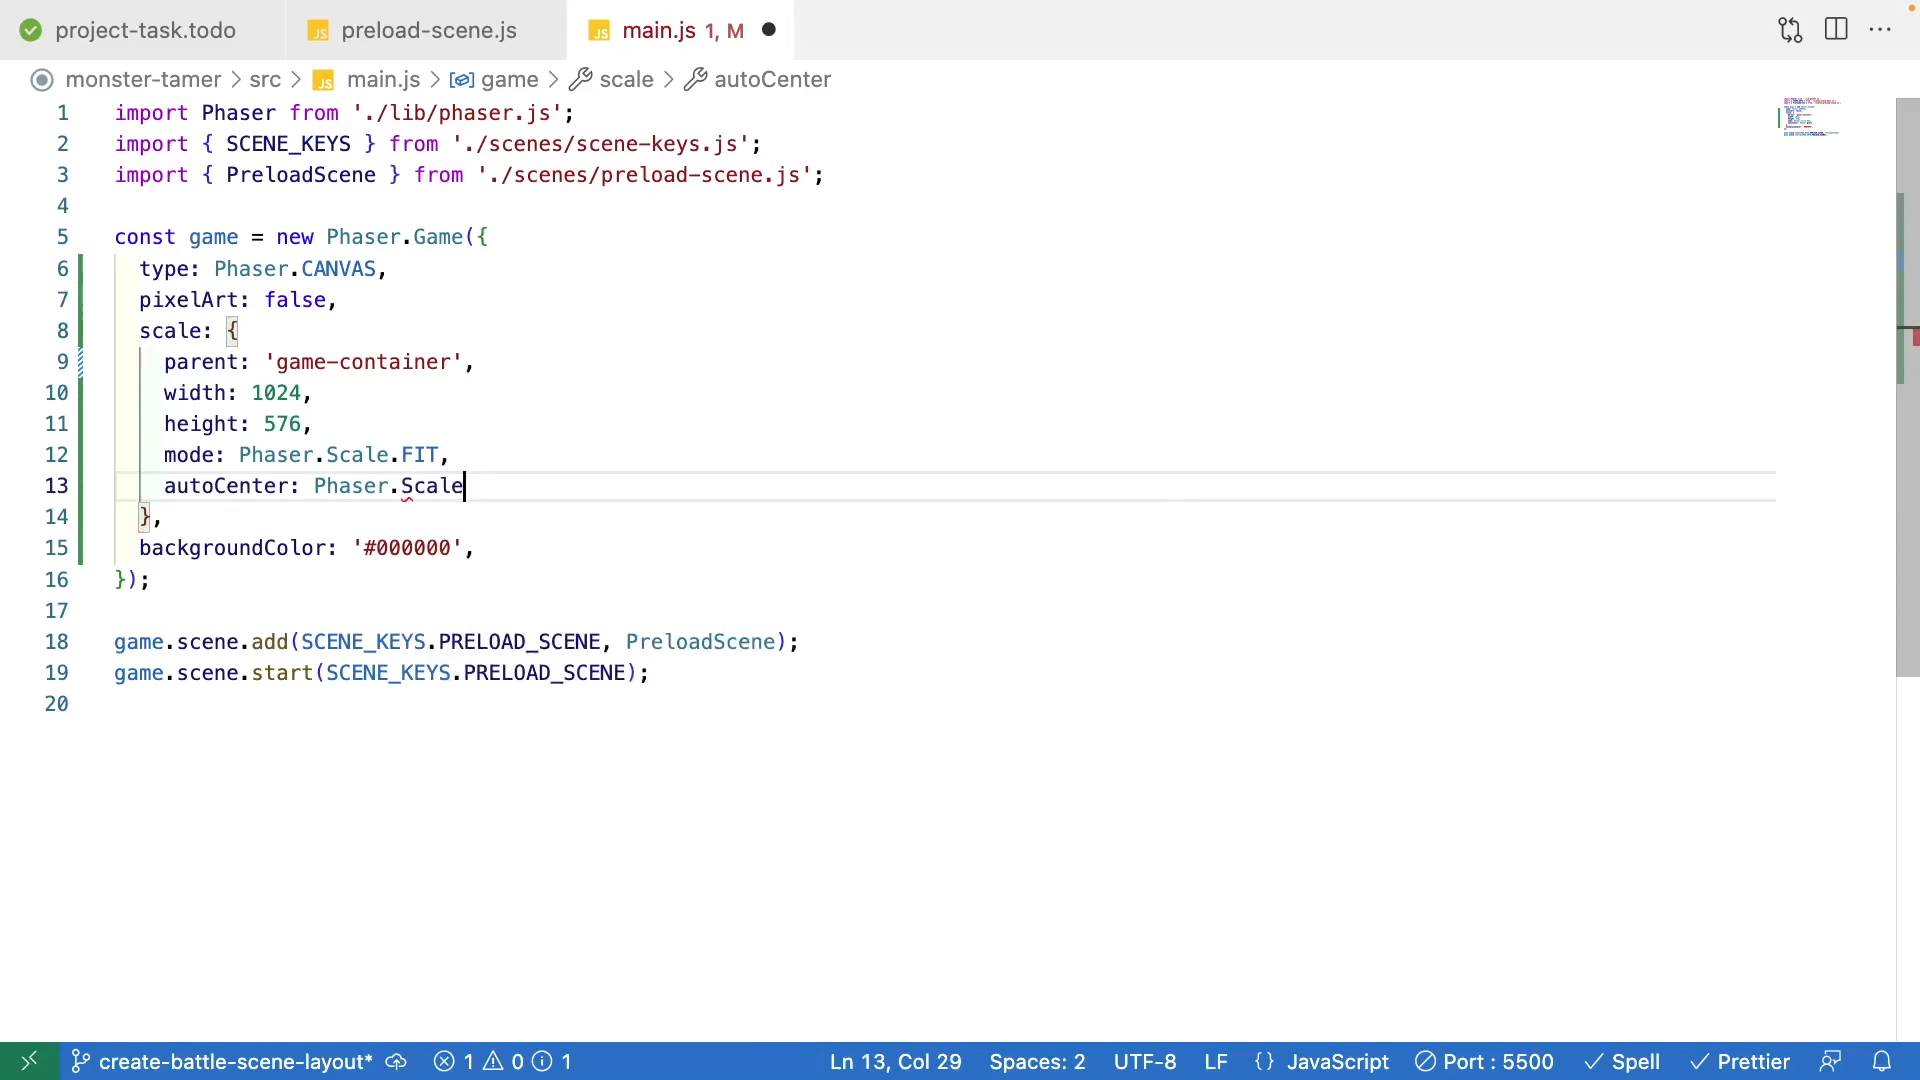 project-task.todo
JS preload-scene.js
JS main.js 1, M
monster-tamer > src > JS main.js > game > scale > autoCenter
1 import Phaser from './lib/phaser.js';
2 import { SCENE_KEYS } from './scenes/scene-keys.js';
3 import { PreloadScene } from './scenes/preload-scene.js';
4
5 const game = new Phaser.Game({
6 type: Phaser.CANVAS,
7 pixelArt: false,
8 scale: {
9 parent: 'game-container',
10 width: 1024,
11 height: 576,
12 mode: Phaser.Scale.FIT,
13 autoCenter: Phaser.Scale
14 },
15 backgroundColor: '#000000',
16 });
17
18 game.scene.add(SCENE_KEYS.PRELOAD_SCENE, PreloadScene);
19 game.scene.start(SCENE_KEYS.PRELOAD_SCENE);
20
create-battle-scene-layout* 1 0 1 Ln 13, Col 29 Spaces: 2 UTF-8 LF {} JavaScript Port : 5500 Spell Prettier